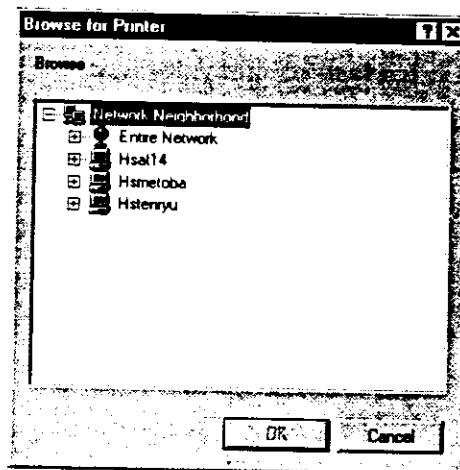 Browse for Printer
Browse
Network Neighborhood
Entire Network
Hsat14
Hsmetoba
Hstenryu
OK
Cancel